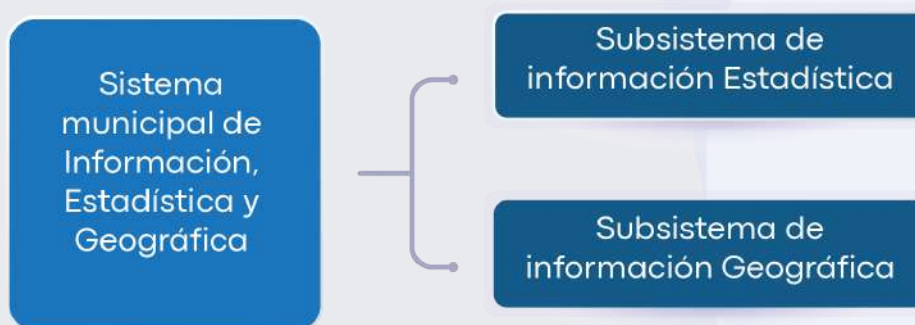 Sistema
municipal de
Información,
Estadística y
Geográfica
Subsistema de
información Estadística
Subsistema de
información Geográfica